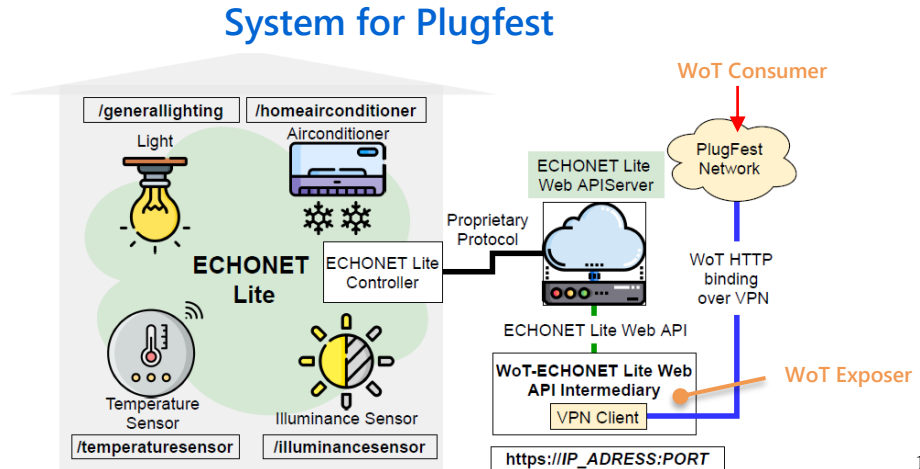 System for Plugfest
WoT Consumer
/generallighting
/homeairconditioner
Light
Airconditioner
PlugFest
Network
ECHONET Lite
Web APIServer
Proprietary
Protocol
ECHONET
Lite
ECHONET Lite
Controller
WoT HTTP
binding
over VPN
ECHONET Lite Web API
WoT-ECHONET Lite Web
API Intermediary
VPN Client
WoT Exposer
Temperature
Sensor
Illuminance Sensor
/temperaturesensor
/illuminancesensor
https://IP_ADRESS:PORT
1